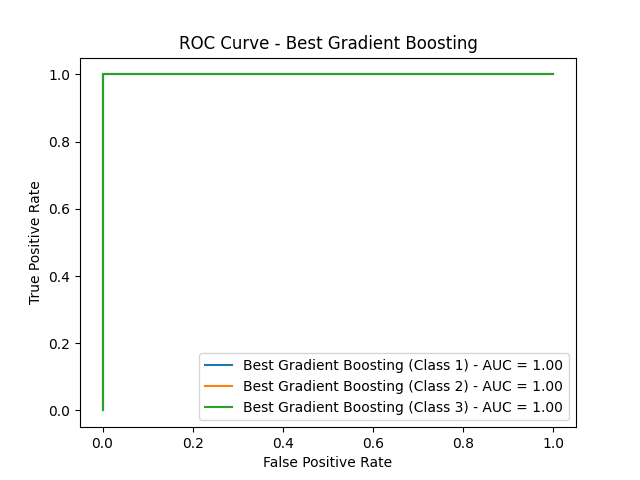 ROC Curve - Best Gradient Boosting
1.0
0.8
0.6
0.4
0.2
0.0
True Positive Rate
Best Gradient Boosting (Class 1) - AUC = 1.00
Best Gradient Boosting (Class 2) - AUC = 1.00
Best Gradient Boosting (Class 3) - AUC = 1.00
0.0 0.2 0.4 0.6 0.8 1.0
False Positive Rate